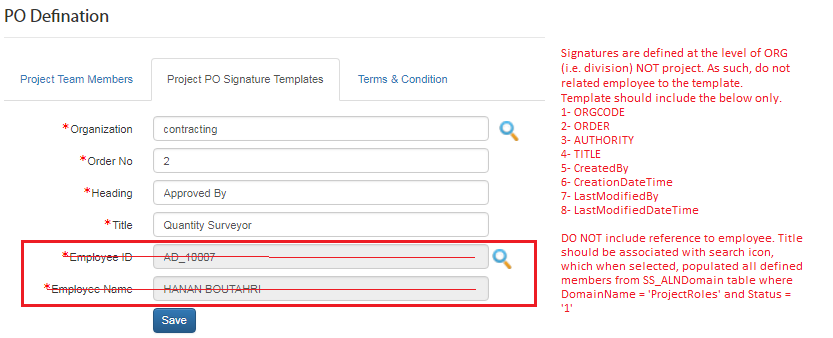 PO Defination
Project Team Members
Project PO Signature Templates
Terms & Condition
*Organization
contracting
*Order No
2
*Heading
Approved By
*Title
Quantity Surveyor
*Employee ID
AD_10007
*Employee Name
HANAN BOUTAHRI
Save
Signatures are defined at the level of ORG
(i.e. division) NOT project. As such, do not
related employee to the template.
Template should include the below only.
1- ORGCODE
2- ORDER
3- AUTHORITY
4- TITLE
5- CreatedBy
6- CreationDateTime
7- LastModifiedBy
8- LastModifiedDateTime
DO NOT include reference to employee. Title
should be associated with search icon,
which when selected, populated all defined
members from SS_ALNDomain table where
DomainName = 'ProjectRoles' and Status =
'1'